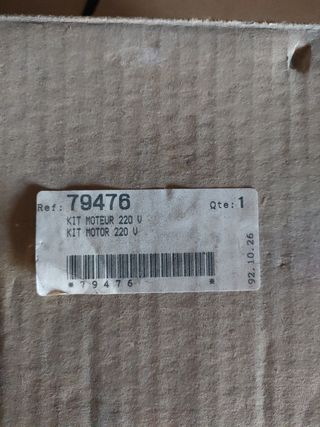 Ref: 79476 Qte: 1
KIT MOTEUR 220 V
KIT MOTOR 220 V
* 79476 *
92.10.26